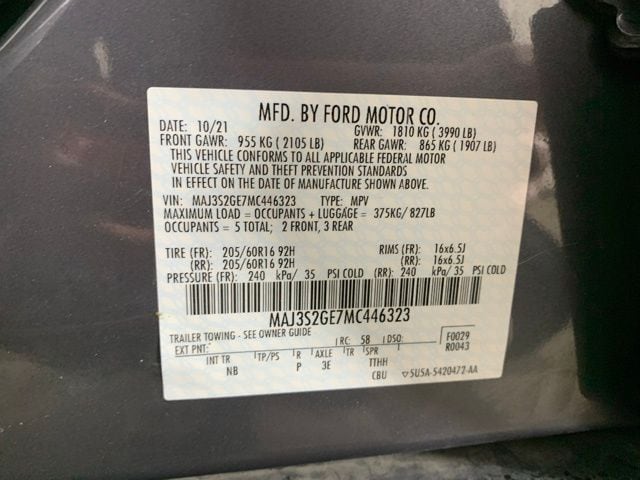 MFD. BY FORD MOTOR CO.
DATE: 10/21 GVWR: 1810 KG ( 3990 LB)
FRONT GAWR: 955 KG ( 2105 LB) REAR GAWR: 865 KG ( 1907 LB)
THIS VEHICLE CONFORMS TO ALL APPLICABLE FEDERAL MOTOR
VEHICLE SAFETY AND THEFT PREVENTION STANDARDS
IN EFFECT ON THE DATE OF MANUFACTURE SHOWN ABOVE.
VIN: MAJ3S2GE7MC446323 TYPE: MPV
MAXIMUM LOAD = OCCUPANTS + LUGGAGE = 375KG/ 827LB
OCCUPANTS = 5 TOTAL; 2 FRONT, 3 REAR
TIRE (FR): 205/60R16 92H RIMS (FR): 16x6.5J
(RR): 205/60R16 92H (RR): 16x6.5J
PRESSURE (FR): 240 kPa/ 35 PSI COLD (RR): 240 kPa/ 35 PSI COLD
MAJ3S2GE7MC446323
TRAILER TOWING - SEE OWNER GUIDE
EXT PNT: RC: 58 DSO: F0029
R0043
INT TR TP/PS R AXLE TR SPR
NB P 3E TTHH
CBU 5U5A-5420472-AA